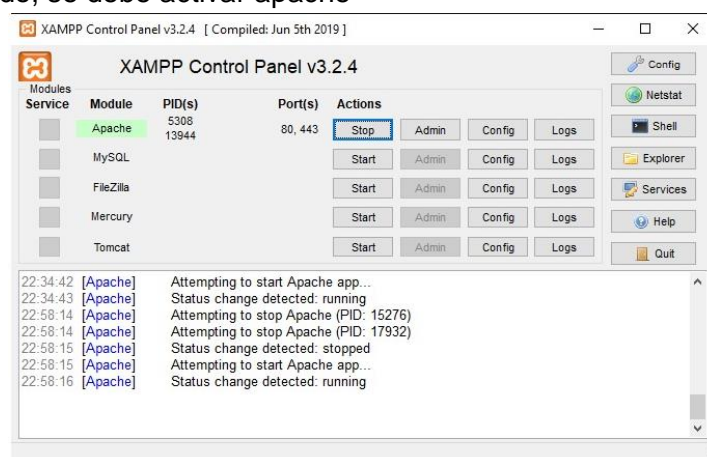 se debe activar apache
XAMPP Control Panel v3.2.4 [ Compiled: Jun 5th 2019 ]
XAMPP Control Panel v3.2.4
Config
Modules
Service Module PID(s) Port(s) Actions
Netstat
Apache 5308 13944 80, 443 Stop Admin Config Logs
Shell
MySQL Start Admin Config Logs
Explorer
FileZilla Start Admin Config Logs
Services
Mercury Start Admin Config Logs
Help
Tomcat Start Admin Config Logs
Quit
22:34:42 [Apache] Attempting to start Apache app...
22:34:43 [Apache] Status change detected: running
22:58:14 [Apache] Attempting to stop Apache (PID: 15276)
22:58:14 [Apache] Attempting to stop Apache (PID: 17932)
22:58:15 [Apache] Status change detected: stopped
22:58:15 [Apache] Attempting to start Apache app...
22:58:16 [Apache] Status change detected: running